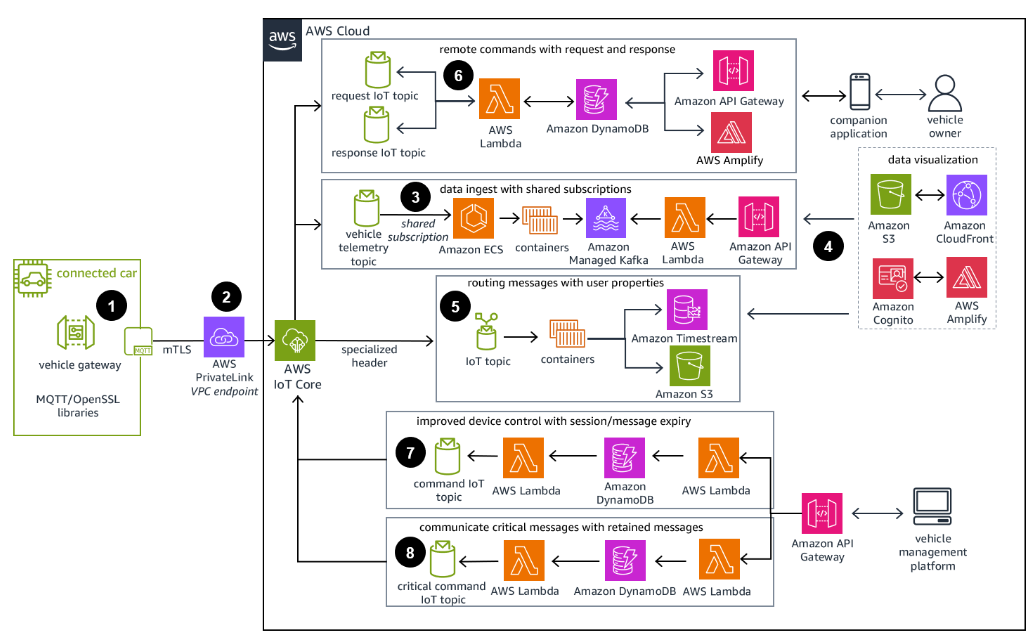 aws
AWS Cloud
remote commands with request and response
6
request IoT topic
response IoT topic
AWS
Lambda
Amazon DynamoDB
Amazon API Gateway
AWS Amplify
companion
application
vehicle
owner
data ingest with shared subscriptions
3
shared
subscription
vehicle
telemetry
topic
Amazon ECS
containers
Amazon
Managed Kafka
AWS
Lambda
Amazon API
Gateway
4
data visualization
Amazon
S3
Amazon
CloudFront
Amazon
Cognito
AWS
Amplify
connected car
1
vehicle gateway
MQTT
MQTT/OpenSSL
libraries
mTLS
2
AWS
PrivateLink
VPC endpoint
AWS
IoT Core
specialized
header
routing messages with user properties
5
IoT topic
containers
Amazon Timestream
Amazon S3
improved device control with session/message expiry
7
command IoT
topic
AWS Lambda
Amazon
DynamoDB
AWS Lambda
communicate critical messages with retained messages
8
critical command
IoT topic
AWS Lambda
Amazon DynamoDB
AWS Lambda
Amazon API
Gateway
vehicle
management
platform